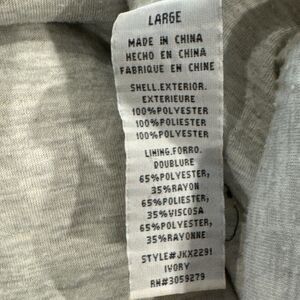 LARGE
MADE IN CHINA
HECHO EN CHINA
FABRIQUE EN CHINE
SHELL.EXTERIOR.
EXTERIEURE
100%POLYESTER
100%POLIESTER
100%POLYESTER
LINING.FORRO.
DOUBLURE
65%POLYESTER,
35%RAYON
65%POLIESTER,
35%VISCOSA
65%POLYESTER,
35%RAYONNE
STYLE#JKX2291
IVORY
RN#3059279